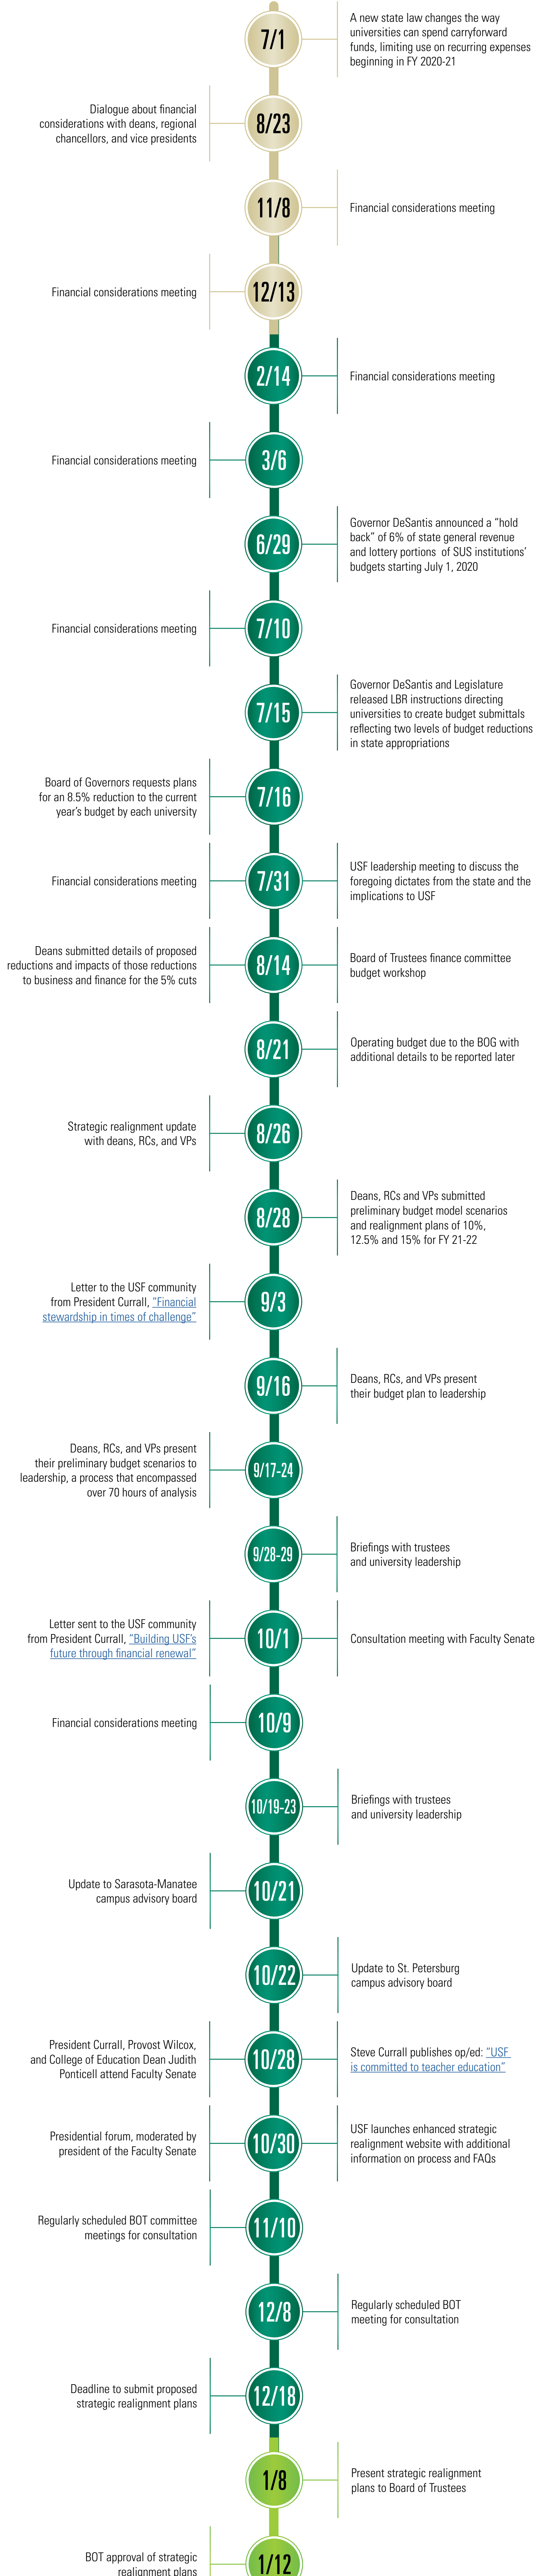 7/1
A new state law changes the way
universities can spend carryforward
funds, limiting use on recurring expenses
beginning in FY 2020-21
Dialogue about financial
considerations with deans, regional
chancellors, and vice presidents
8/23
11/8
Financial considerations meeting
Financial considerations meeting
12/13
2/14
Financial considerations meeting
Financial considerations meeting
3/6
6/29
Governor DeSantis announced a “hold
back” of 6% of state general revenue
and lottery portions of SUS institutions’
budgets starting July 1, 2020
Financial considerations meeting
7/10
7/15
Governor DeSantis and Legislature
released LBR instructions directing
universities to create budget submittals
reflecting two levels of budget reductions
in state appropriations
Board of Governors requests plans
for an 8.5% reduction to the current
year’s budget by each university
7/16
Financial considerations meeting
7/31
USF leadership meeting to discuss the
foregoing dictates from the state and the
implications to USF
Deans submitted details of proposed
reductions and impacts of those reductions
to business and finance for the 5% cuts
8/14
Board of Trustees finance committee
budget workshop
8/21
Operating budget due to the BOG with
additional details to be reported later
Strategic realignment update
with deans, RCs, and VPs
8/26
8/28
Deans, RCs and VPs submitted
preliminary budget model scenarios
and realignment plans of 10%,
12.5% and 15% for FY 21-22
Letter to the USF community
from President Currall, “Financial
stewardship in times of challenge”
9/3
9/16
Deans, RCs, and VPs present
their budget plan to leadership
Deans, RCs, and VPs present
their preliminary budget scenarios to
leadership, a process that encompassed
over 70 hours of analysis
9/17-24
9/28-29
Briefings with trustees
and university leadership
Letter sent to the USF community
from President Currall, “Building USF’s
future through financial renewal”
10/1
Consultation meeting with Faculty Senate
Financial considerations meeting
10/9
10/19-23
Briefings with trustees
and university leadership
Update to Sarasota-Manatee
campus advisory board
10/21
10/22
Update to St. Petersburg
campus advisory board
President Currall, Provost Wilcox,
and College of Education Dean Judith
Ponticell attend Faculty Senate
10/28
Steve Currall publishes op/ed: “USF
is committed to teacher education”
Presidential forum, moderated by
president of the Faculty Senate
10/30
USF launches enhanced strategic
realignment website with additional
information on process and FAQs
Regularly scheduled BOT committee
meetings for consultation
11/10
12/8
Regularly scheduled BOT
meeting for consultation
Deadline to submit proposed
strategic realignment plans
12/18
1/8
Present strategic realignment
plans to Board of Trustees
BOT approval of strategic
realignment plans
1/12